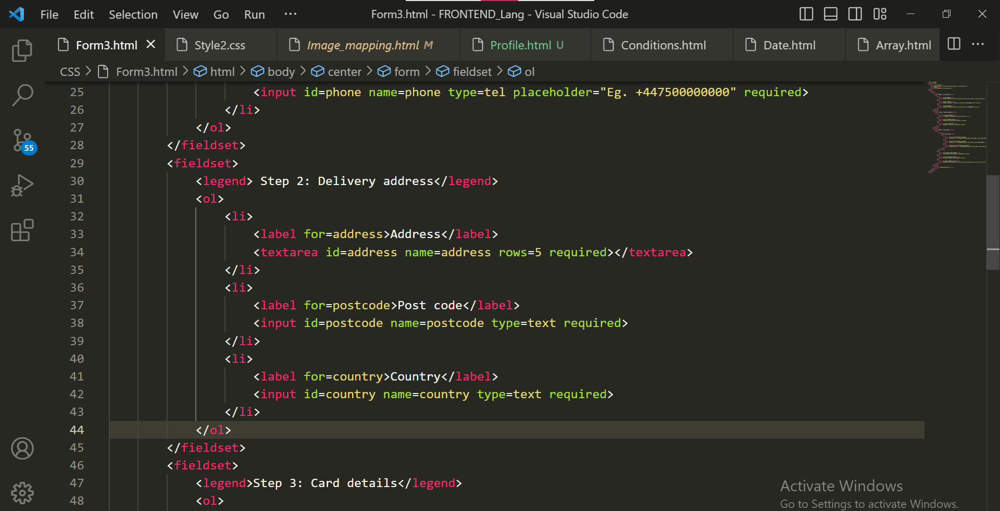 File Edit Selection View Go Run ··· Form3.html - FRONTEND_Lang - Visual Studio Code
Form3.html Style2.css Image_mapping.html M Profile.html U Conditions.html Date.html Array.html
CSS > Form3.html > html > body > center > form > fieldset > ol
25 <input id=phone name=phone type=tel placeholder="Eg. +447500000000" required>
26 </li>
27 </ol>
28 </fieldset>
29 <fieldset>
30 <legend> Step 2: Delivery address</legend>
31 <ol>
32 <li>
33 <label for=address>Address</label>
34 <textarea id=address name=address rows=5 required></textarea>
35 </li>
36 <li>
37 <label for=postcode>Post code</label>
38 <input id=postcode name=postcode type=text required>
39 </li>
40 <li>
41 <label for=country>Country</label>
42 <input id=country name=country type=text required>
43 </li>
44 </ol>
45 </fieldset>
46 <fieldset>
47 <legend>Step 3: Card details</legend>
48 <ol>
55
Activate Windows
Go to Settings to activate Windows.